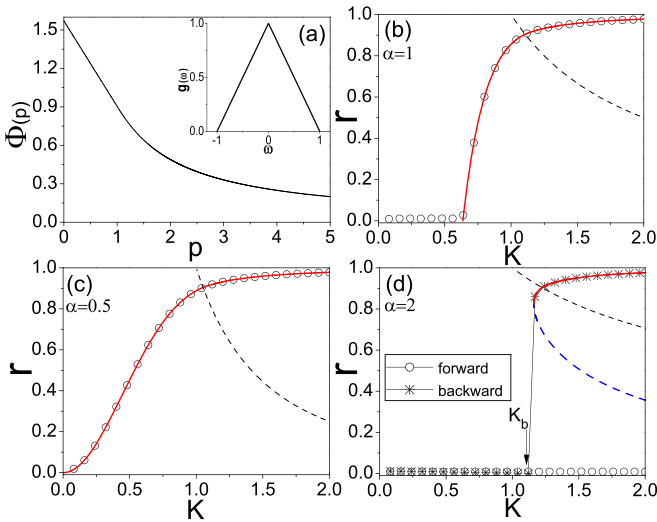 (a)
1.5
1.2
0.9
0.6
0.3
0.0
Φ(p)
0 1 2 3 4 5
p
1.0
0.5
0.0
g(ω)
-1 0 1
ω
(b)
α=1
1.0
0.8
0.6
0.4
0.2
0.0
r
0.0 0.5 1.0 1.5 2.0
K
(c)
α=0.5
1.0
0.8
0.6
0.4
0.2
0.0
r
0.0 0.5 1.0 1.5 2.0
K
(d)
α=2
1.0
0.8
0.6
0.4
0.2
0.0
r
forward
backward
K_b
0.0 0.5 1.0 1.5 2.0
K